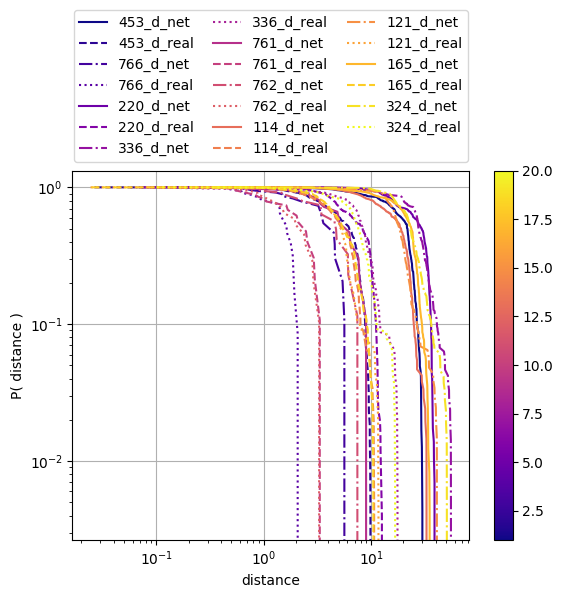 453_d_net
453_d_real
766_d_net
766_d_real
220_d_net
220_d_real
336_d_net
336_d_real
761_d_net
761_d_real
762_d_net
762_d_real
114_d_net
114_d_real
121_d_net
121_d_real
165_d_net
165_d_real
324_d_net
324_d_real
P( distance )
10⁰
10⁻¹
10⁻²
10⁻¹
10⁰
10¹
distance
20.0
17.5
15.0
12.5
10.0
7.5
5.0
2.5